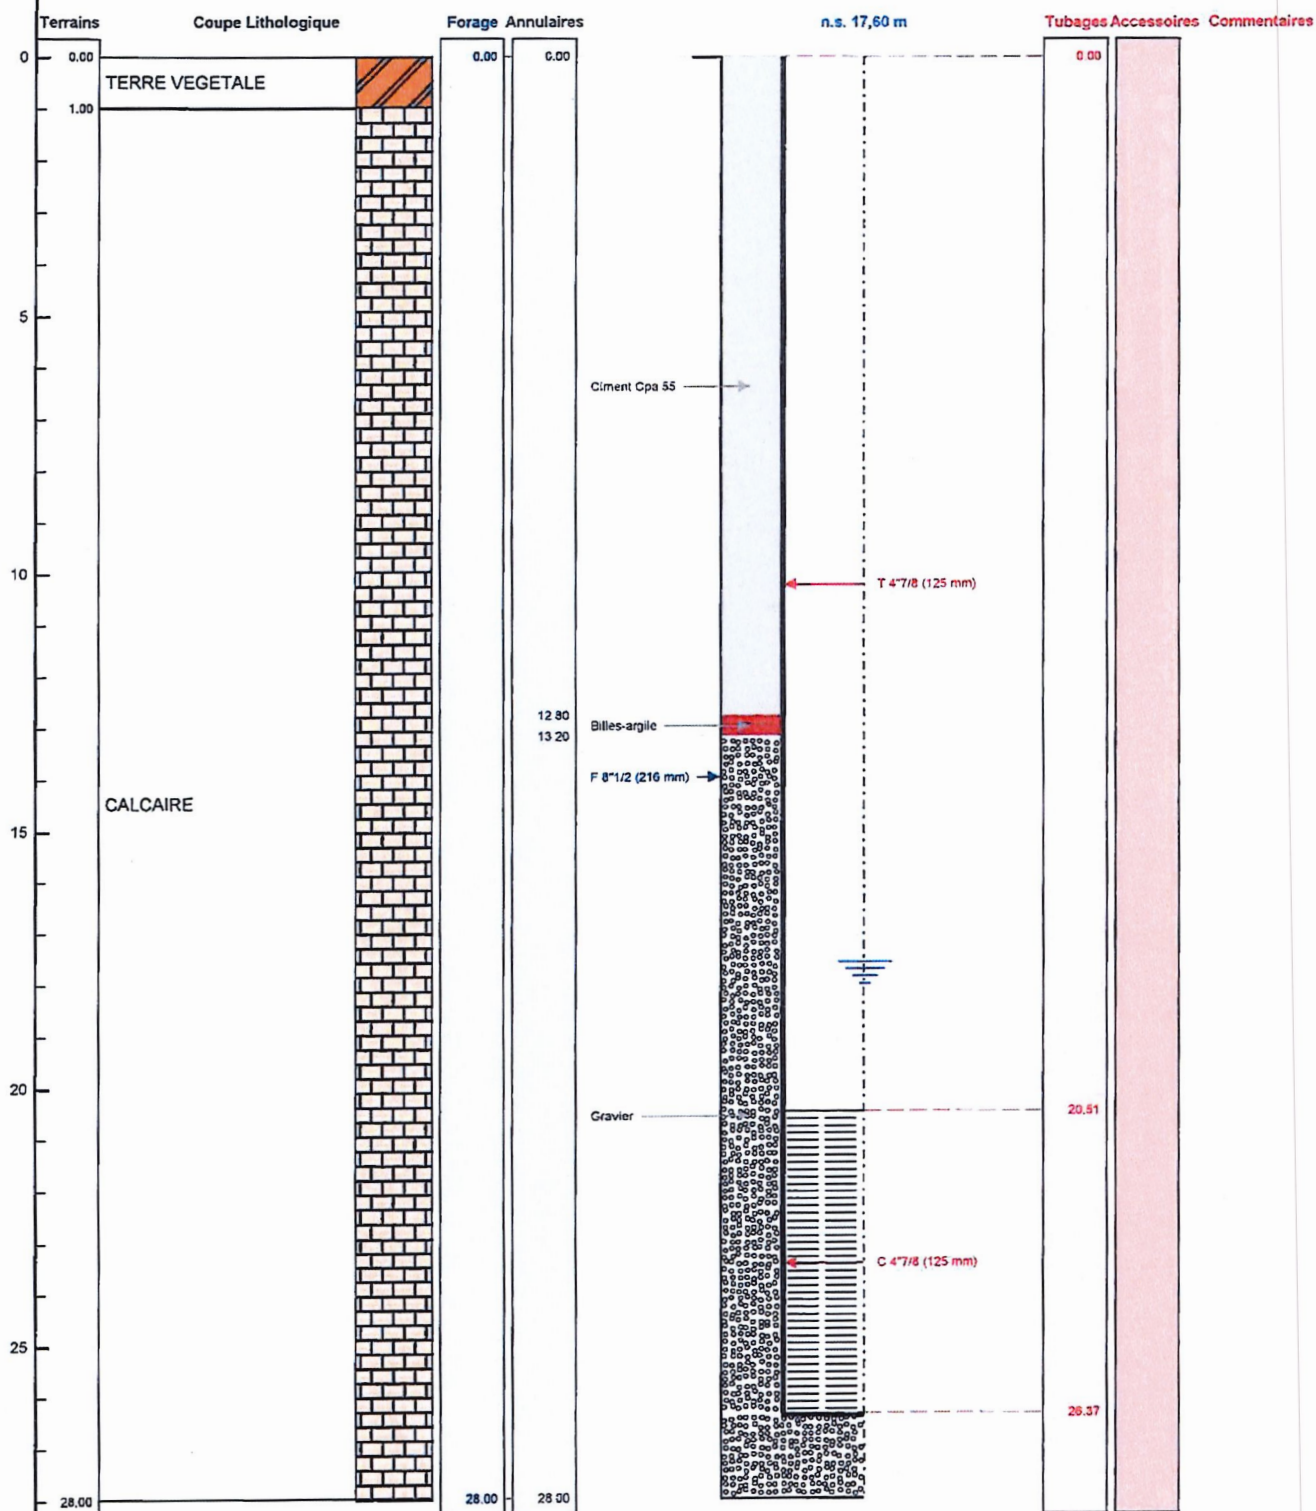 Terrains Coupe Lithologique Forage Annulaires n.s. 17,60 m Tubages Accessoires Commentaires
0 0.00 0.00 0.00 0.00
TERRE VEGETALE
1.00
5
Ciment Cpa 55
10
T 4"7/8 (125 mm)
12.80
Billes-argile
13.20
F 8"1/2 (216 mm)
CALCAIRE
15
20
20.51
Gravier
C 4"7/8 (125 mm)
25
26.37
28.00 28.00 28.00